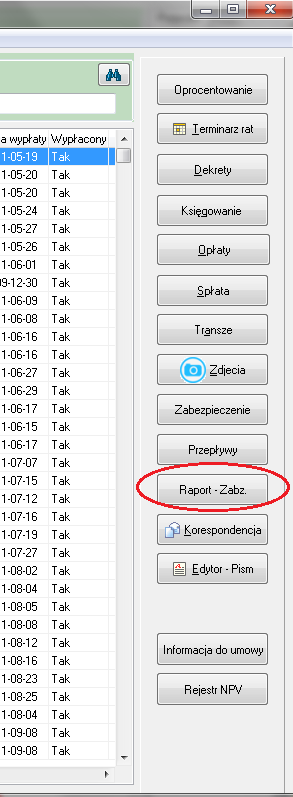 Oprocentowanie
a wypłaty Wypłacony
Terminarz rat
1-05-19 Tak
Dekrety
1-05-20 Tak
1-05-20 Tak
1-05-24 Tak
Księgowanie
1-05-27 Tak
1-05-26 Tak
Opłaty
1-06-01 Tak
09-12-30 Tak
Spłata
1-06-09 Tak
1-06-08 Tak
Transze
1-06-16 Tak
1-06-16 Tak
1-06-27 Tak
Zdjecia
1-06-29 Tak
1-06-17 Tak
Zabezpieczenie
1-06-15 Tak
1-06-17 Tak
Przepływy
1-07-07 Tak
1-07-15 Tak
Raport - Zabz.
1-07-12 Tak
1-07-16 Tak
1-07-19 Tak
Korespondencja
1-07-27 Tak
1-08-02 Tak
Edytor - Pism
1-08-04 Tak
1-08-05 Tak
1-08-08 Tak
1-08-12 Tak
Informacja do umowy
1-08-16 Tak
1-08-23 Tak
Rejestr NPV
1-08-25 Tak
1-08-04 Tak
1-09-08 Tak
1-09-08 Tak